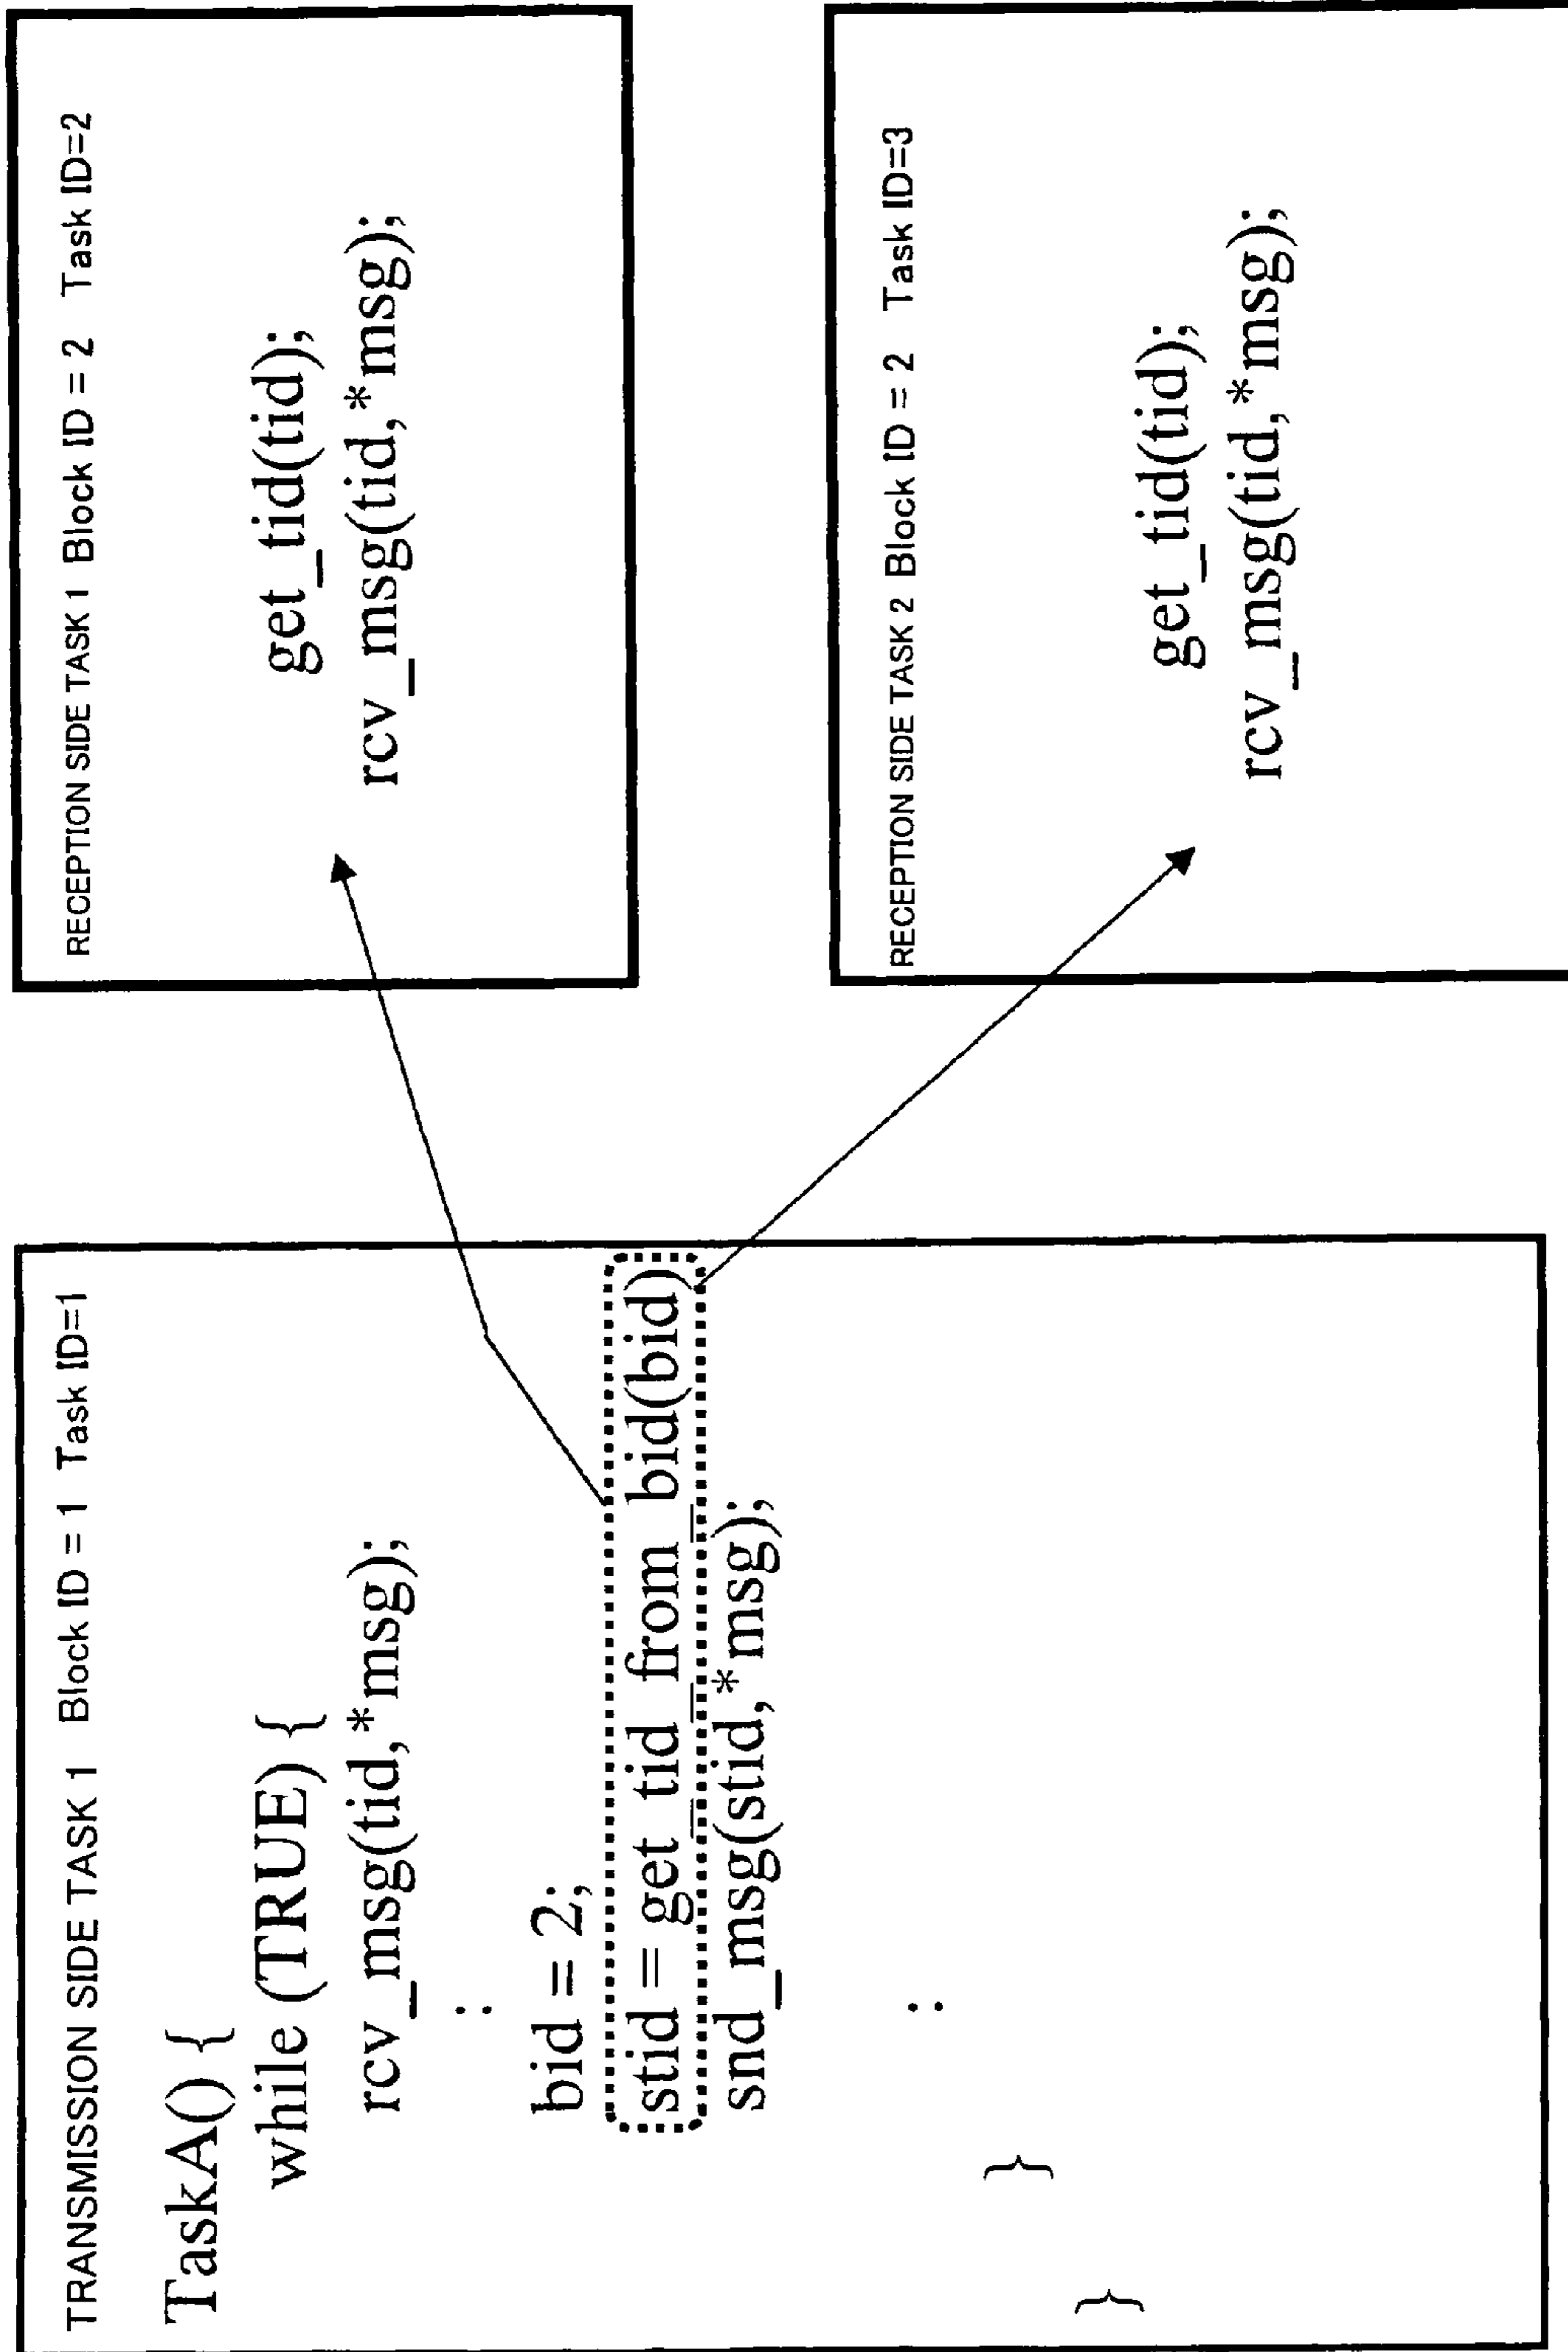 TRANSMISSION SIDE TASK 1 Block ID = 1 Task ID=1
TaskA() {
while (TRUE) {
rcv_msg(tid,*msg);
:
bid = 2;
stid = get_tid_from_bid(bid)
snd_msg(stid,*msg);
:
}
}
RECEPTION SIDE TASK 1 Block ID = 2 Task ID=2
get_tid(tid);
rcv_msg(tid,*msg);
RECEPTION SIDE TASK 2 Block ID = 2 Task ID=3
get_tid(tid);
rcv_msg(tid,*msg);